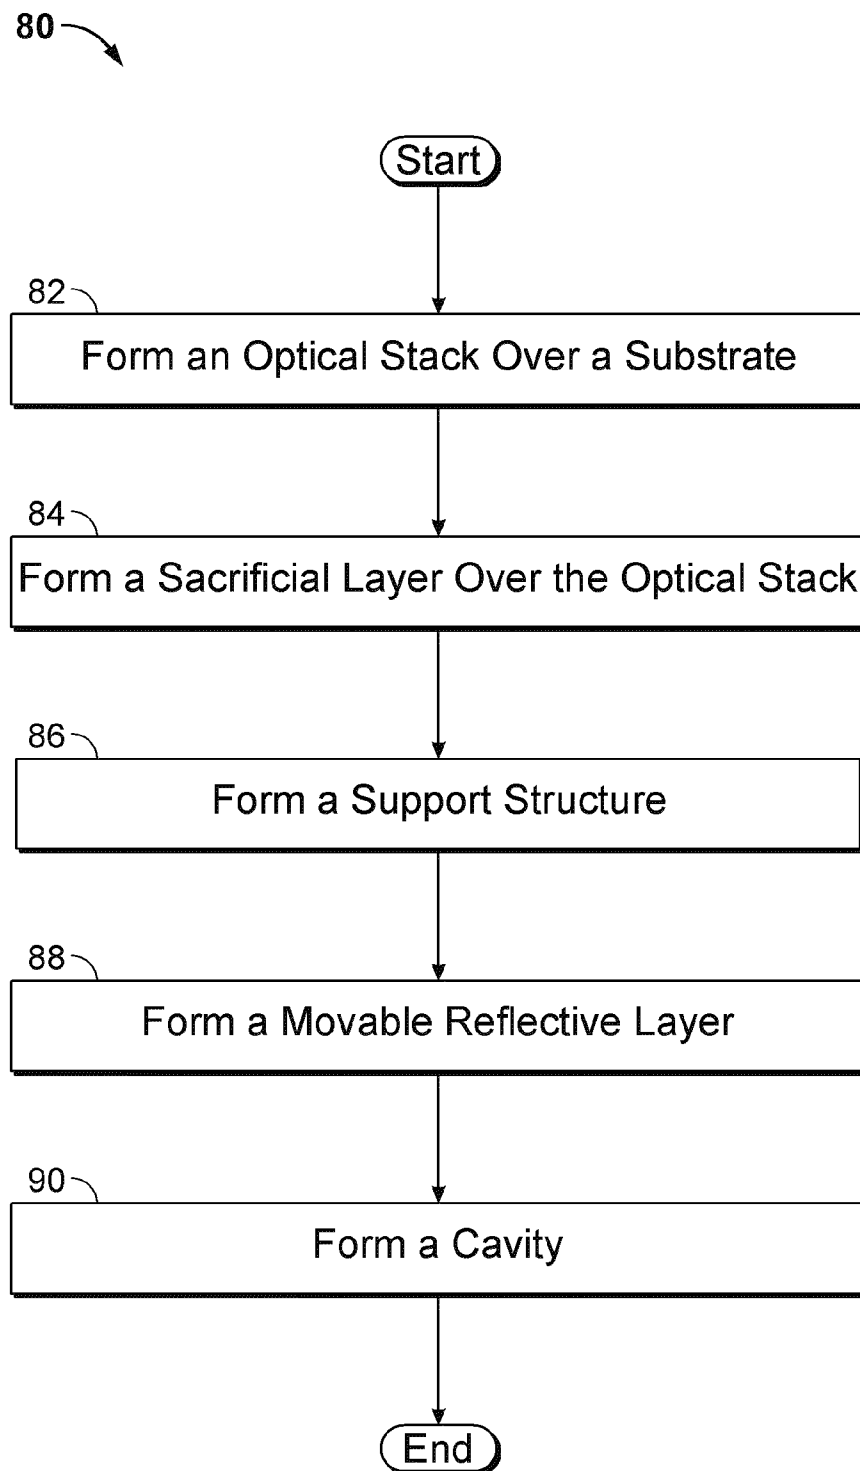 80
Start
82
Form an Optical Stack Over a Substrate
84
Form a Sacrificial Layer Over the Optical Stack
86
Form a Support Structure
88
Form a Movable Reflective Layer
90
Form a Cavity
End